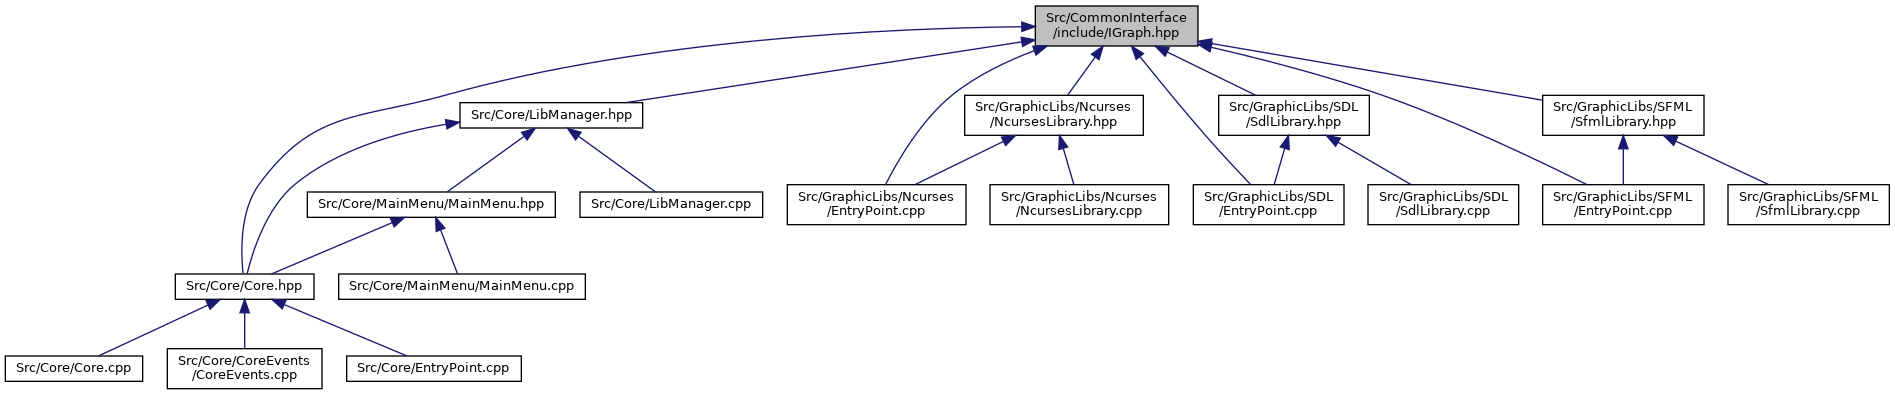 Src/CommonInterface
/include/IGraph.hpp
Src/Core/LibManager.hpp
Src/GraphicLibs/Ncurses
/NcursesLibrary.hpp
Src/GraphicLibs/SDL
/SdlLibrary.hpp
Src/GraphicLibs/SFML
/SfmlLibrary.hpp
Src/Core/MainMenu/MainMenu.hpp
Src/Core/LibManager.cpp
Src/GraphicLibs/Ncurses
/EntryPoint.cpp
Src/GraphicLibs/Ncurses
/NcursesLibrary.cpp
Src/GraphicLibs/SDL
/EntryPoint.cpp
Src/GraphicLibs/SDL
/SdlLibrary.cpp
Src/GraphicLibs/SFML
/EntryPoint.cpp
Src/GraphicLibs/SFML
/SfmlLibrary.cpp
Src/Core/Core.hpp
Src/Core/MainMenu/MainMenu.cpp
Src/Core/Core.cpp
Src/Core/CoreEvents
/CoreEvents.cpp
Src/Core/EntryPoint.cpp